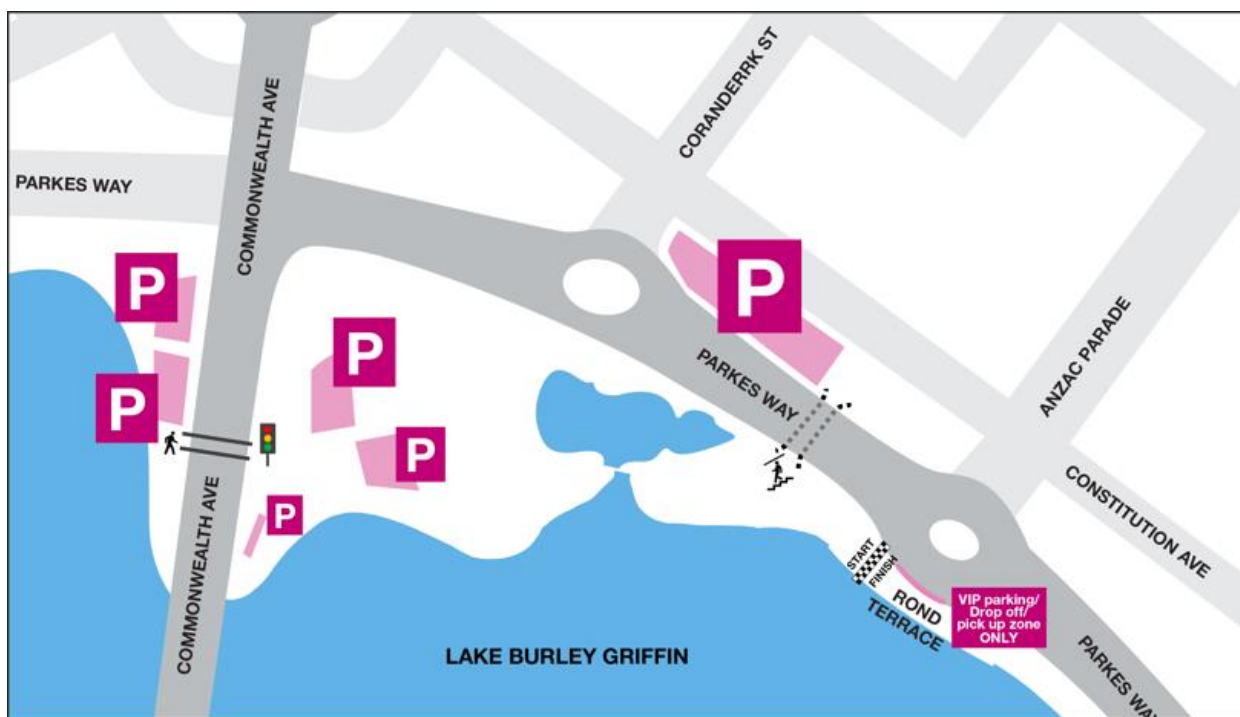 COMMONWEALTH AVE
CORANDERRK ST
PARKES WAY
P
P
P
P
P
P
PARKES WAY
ANZAC PARADE
CONSTITUTION AVE
COMMONWEALTH AVE
START
FINISH
ROND
TERRACE
VIP parking/
Drop off/
pick up zone
ONLY
LAKE BURLEY GRIFFIN
PARKES WAY